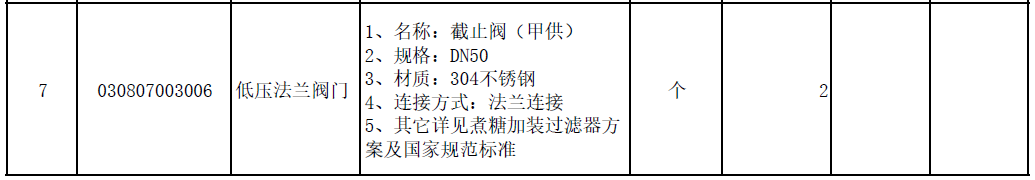 7
030807003006
低压法兰阀门
1、名称：截止阀（甲供）
2、规格：DN50
3、材质：304不锈钢
4、连接方式：法兰连接
5、其它详见煮糖加装过滤器方
案及国家规范标准
个
2